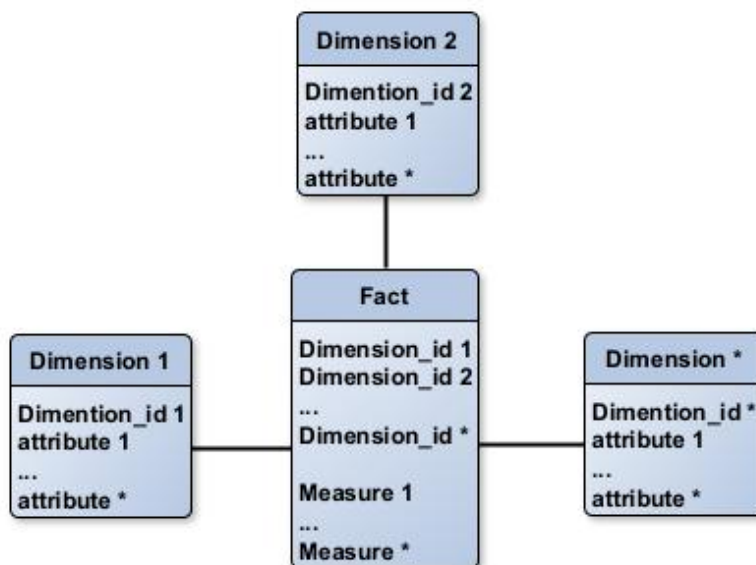 Dimension 2
Dimention_id 2
attribute 1
...
attribute *
Fact
Dimension_id 1
Dimension_id 2
...
Dimension_id *
Measure 1
...
Measure *
Dimension 1
Dimention_id 1
attribute 1
...
attribute *
Dimension *
Dimention_id *
attribute 1
...
attribute *